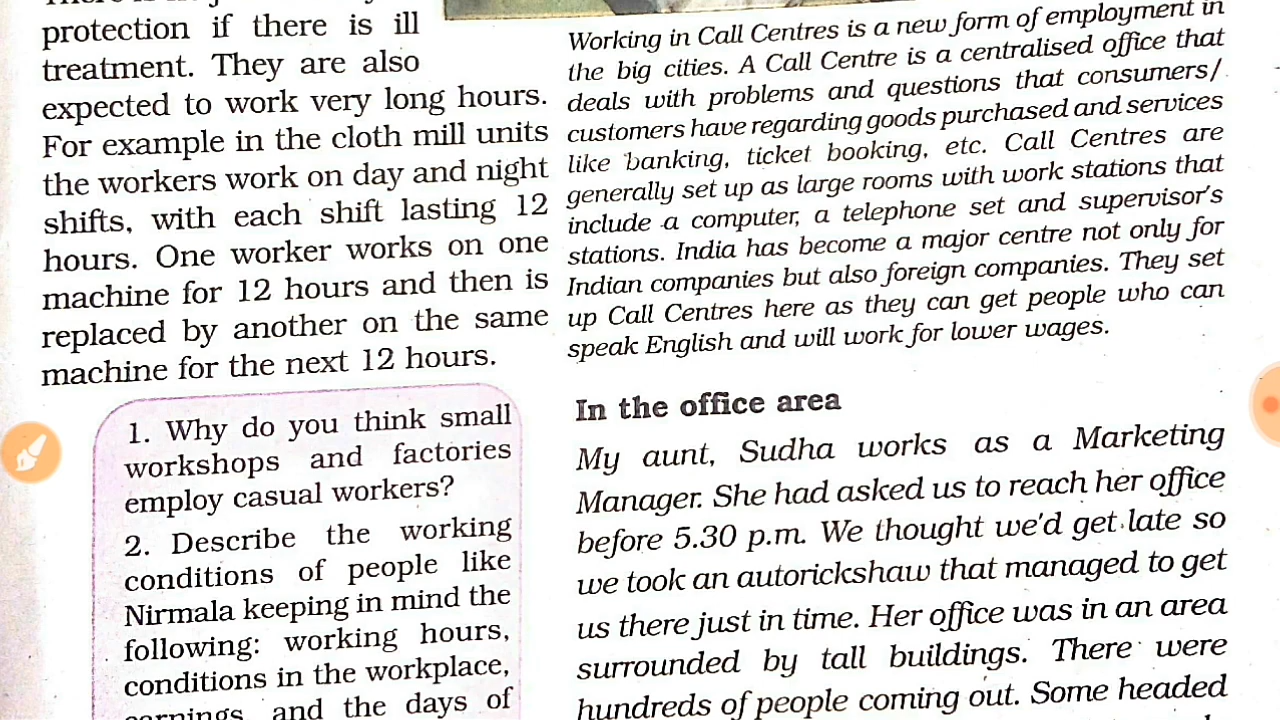 protection if there is ill
treatment. They are also
expected to work very long hours.
For example in the cloth mill units
the workers work on day and night
shifts, with each shift lasting 12
hours. One worker works on one
machine for 12 hours and then is
replaced by another on the same
machine for the next 12 hours.
1. Why do you think small
workshops and factories
employ casual workers?
2. Describe the working
conditions of people like
Nirmala keeping in mind the
following: working hours,
conditions in the workplace,
earnings, and the days of
Working in Call Centres is a new form of employment in
the big cities. A Call Centre is a centralised office that
deals with problems and questions that consumers/
customers have regarding goods purchased and services
like banking, ticket booking, etc. Call Centres are
generally set up as large rooms with work stations that
include a computer, a telephone set and supervisor's
stations. India has become a major centre not only for
Indian companies but also foreign companies. They set
up Call Centres here as they can get people who can
speak English and will work for lower wages.
In the office area
My aunt, Sudha works as a Marketing
Manager. She had asked us to reach her office
before 5.30 p.m. We thought we'd get late so
we took an autorickshaw that managed to get
us there just in time. Her office was in an area
surrounded by tall buildings. There were
hundreds of people coming out. Some headed